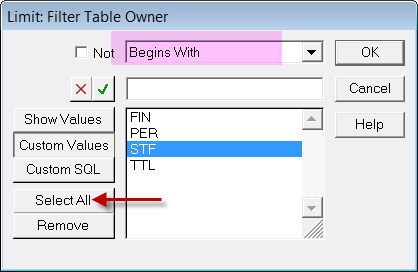 Limit: Filter Table Owner
Not
Begins With
OK
Cancel
Show Values
Custom Values
Custom SQL
Select All
Remove
FIN
PER
STF
TTL
Help